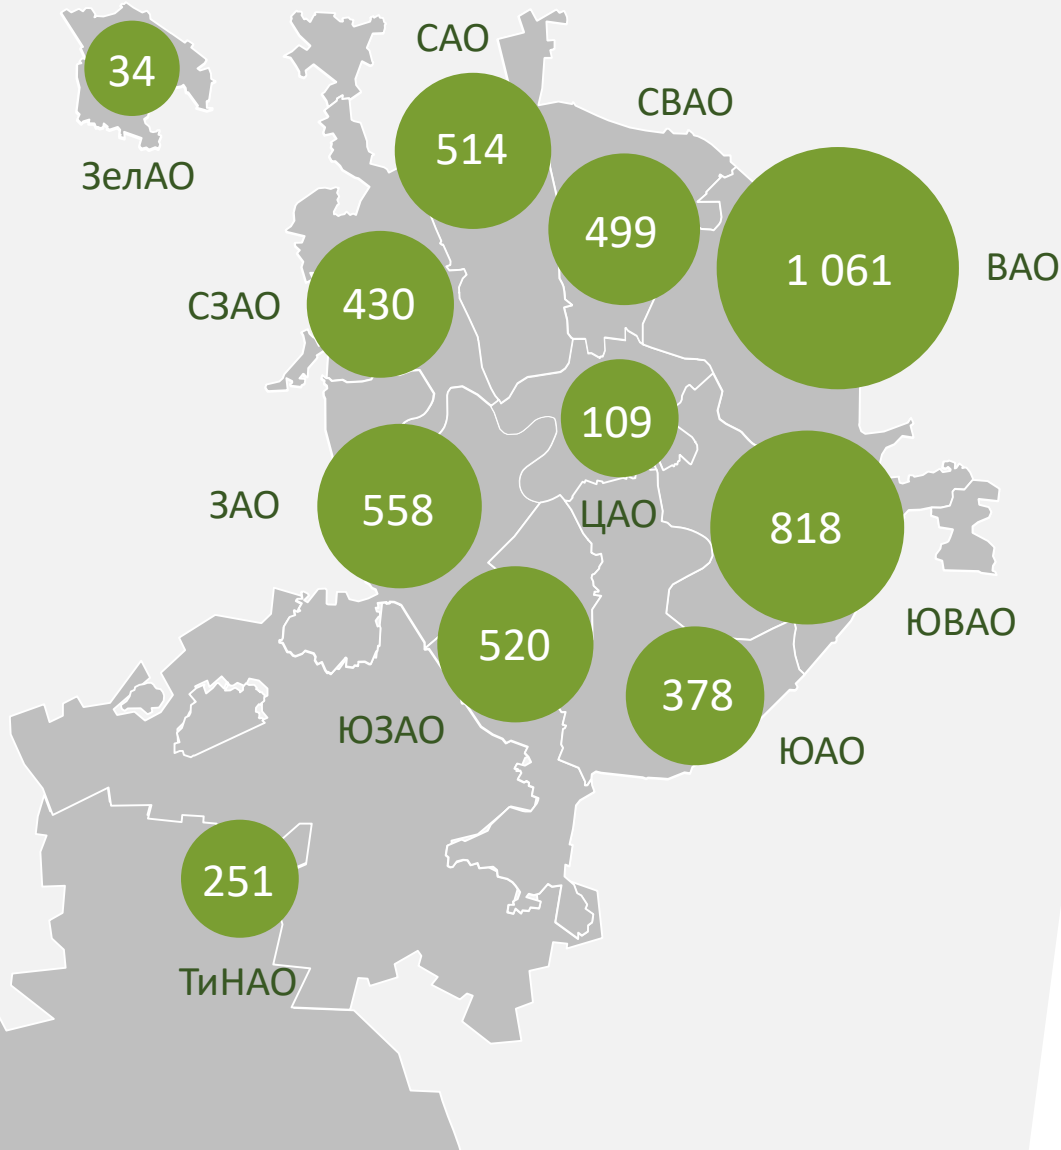 САО
34
СВАО
514
ЗелАО
499
1 061
ВАО
СЗАО
430
109
ЗАО
558
ЦАО
818
ЮВАО
520
378
ЮЗАО
ЮАО
251
ТиНАО